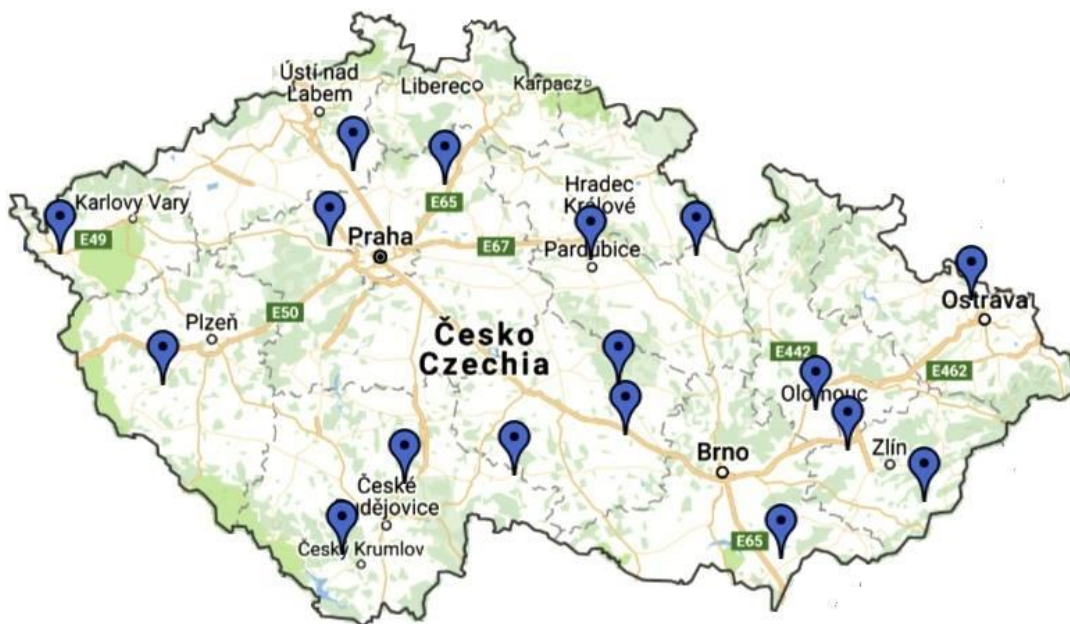 Ústí nad
Labem
Liberec
Karpacz
Karlovy Vary
E49
E65
Hradec
Králové
Praha
E67
Pardubice
Plzeň
E50
Česko
Czechia
Ostrava
E442
E462
Olomouc
Brno
Zlín
České
udějovice
E65
Český Krumlov